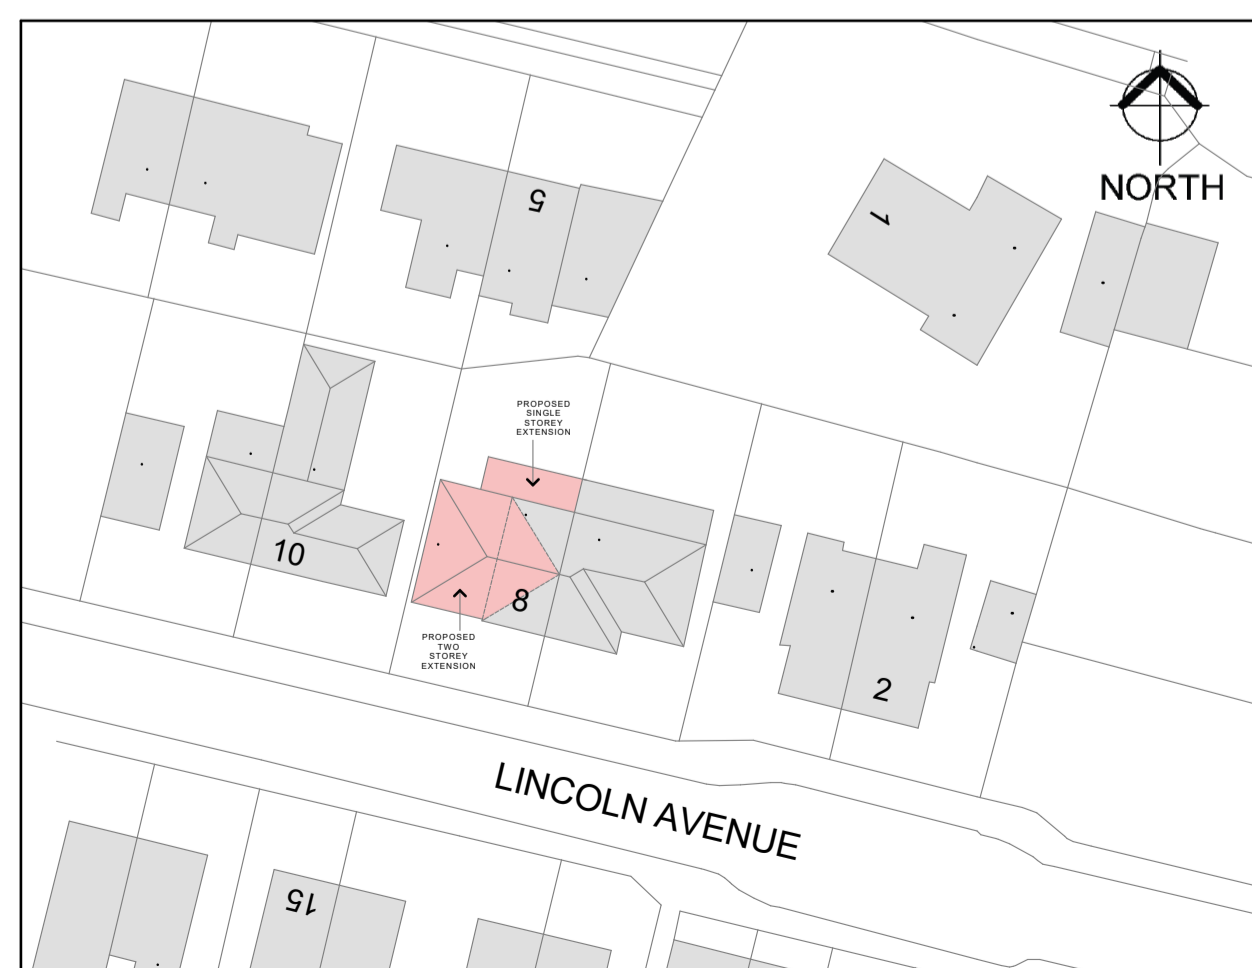 NORTH
5
1
PROPOSED
SINGLE
STOREY
EXTENSION
10
8
PROPOSED
TWO
STOREY
EXTENSION
2
LINCOLN AVENUE
15